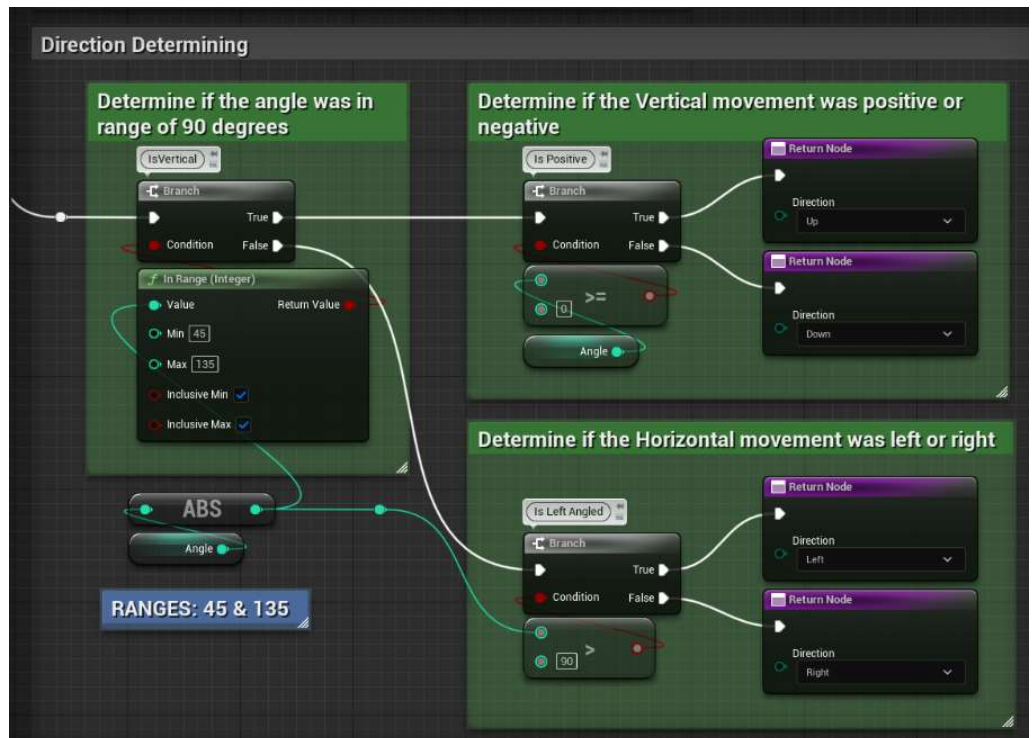 Direction Determining
Determine if the angle was in
range of 90 degrees
IsVertical
Branch
True
Condition
False
f In Range (Integer)
Value
Return Value
Min 45
Max 135
Inclusive Min
Inclusive Max
ABS
Angle
RANGES: 45 & 135
Determine if the Vertical movement was positive or
negative
Is Positive
Branch
True
Condition
False
>=
0
Angle
Return Node
Direction
Up
Return Node
Direction
Down
Determine if the Horizontal movement was left or right
Is Left Angled
Branch
True
Condition
False
>
90
Return Node
Direction
Left
Return Node
Direction
Right